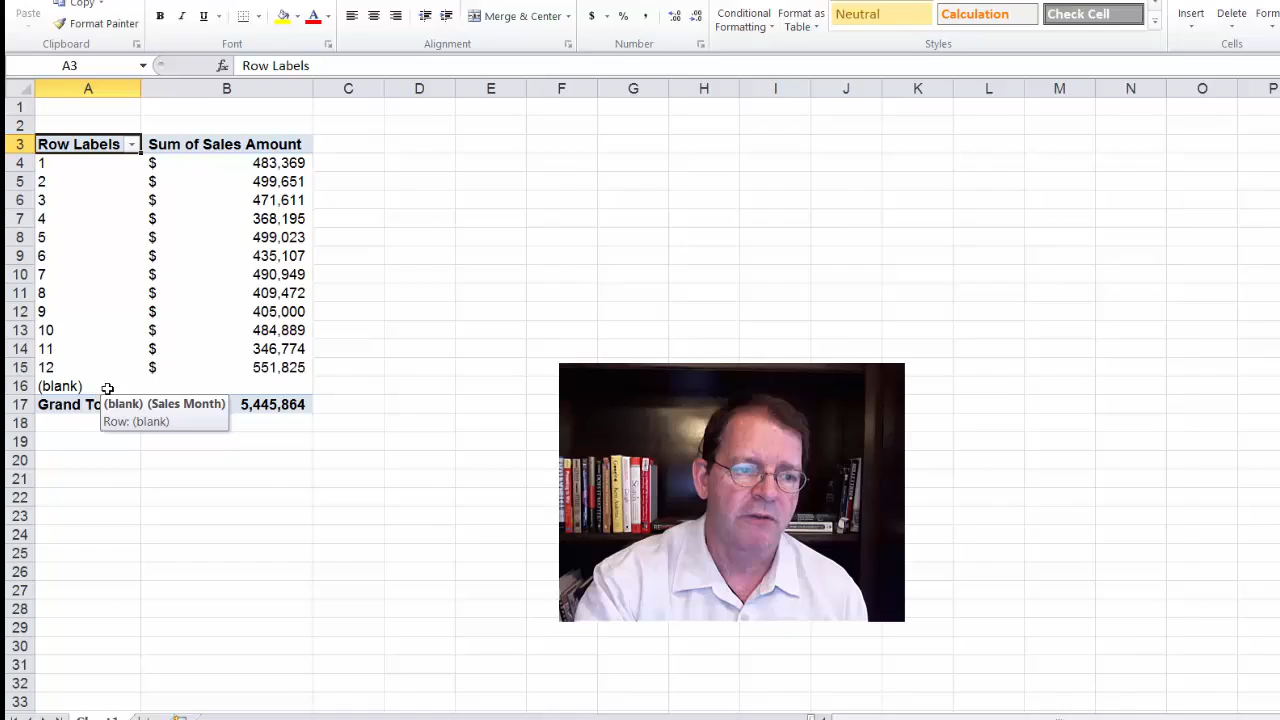 Paste
Copy
Format Painter
B I U
A
Merge & Center
$ % ,
Conditional Formatting
Format as Table
Neutral
Calculation
Check Cell
Insert
Delete
Clipboard
Font
Alignment
Number
Styles
Cells
A3
fx
Row Labels
A B C D E F G H I J K L M N O P
1
2
3 Row Labels Sum of Sales Amount
4 1 $ 483,369
5 2 $ 499,651
6 3 $ 471,611
7 4 $ 368,195
8 5 $ 499,023
9 6 $ 435,107
10 7 $ 490,949
11 8 $ 409,472
12 9 $ 405,000
13 10 $ 484,889
14 11 $ 346,774
15 12 $ 551,825
16 (blank)
17 Grand To 5,445,864
(blank) (Sales Month)
Row: (blank)
18
19
20
21
22
23
24
25
26
27
28
29
30
31
32
33